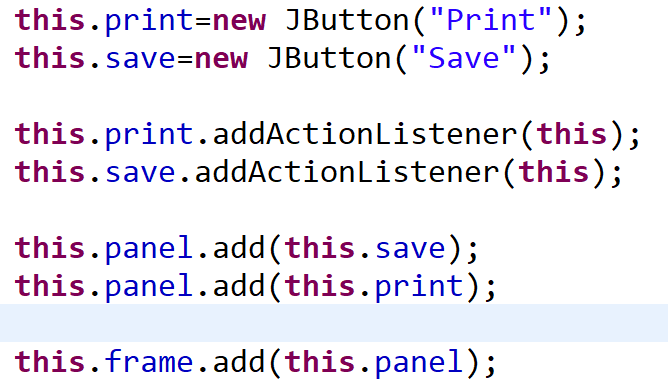 this.print=new JButton("Print");
this.save=new JButton("Save");
this.print.addActionListener(this);
this.save.addActionListener(this);
this.panel.add(this.save);
this.panel.add(this.print);
this.frame.add(this.panel);